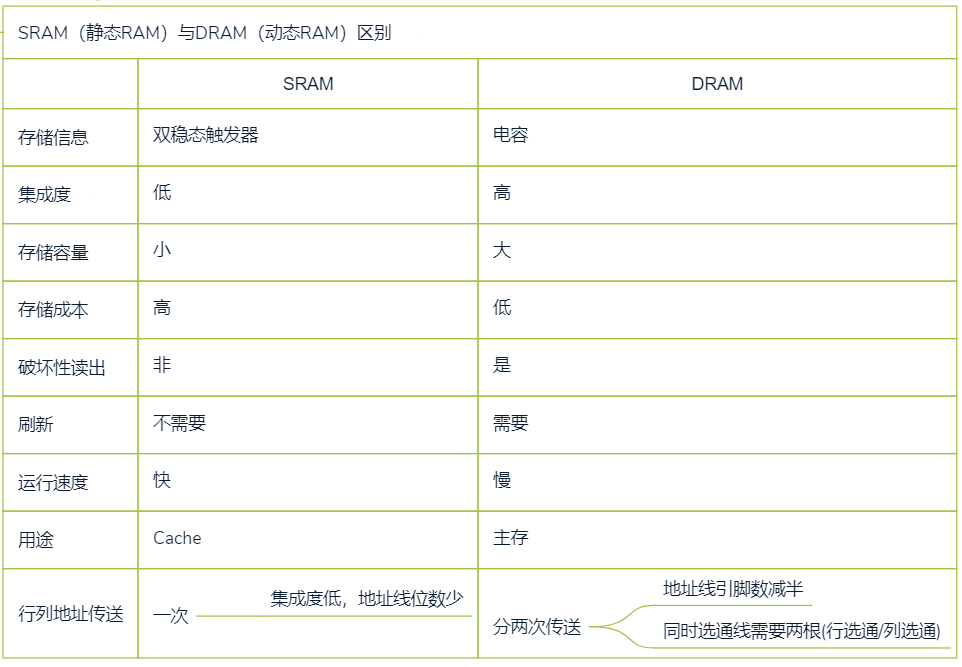 SRAM（静态RAM）与DRAM（动态RAM）区别
SRAM DRAM
存储信息 双稳态触发器 电容
集成度 低 高
存储容量 小 大
存储成本 高 低
破坏性读出 非 是
刷新 不需要 需要
运行速度 快 慢
用途 Cache 主存
行列地址传送 一次 集成度低，地址线位数少 分两次传送 地址线引脚数减半
同时选通线需要两根(行选通/列选通)